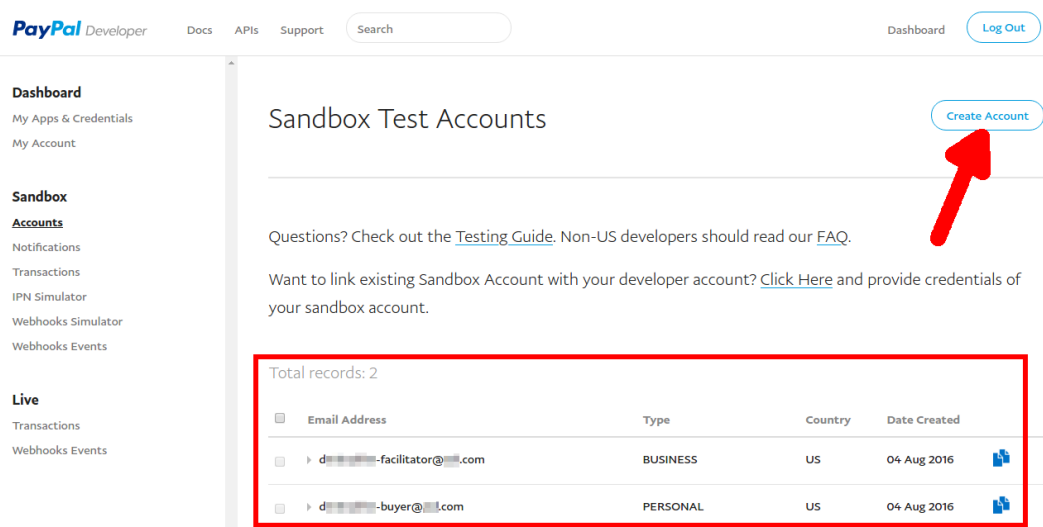 PayPal Developer Docs APIs Support Search Dashboard Log Out
Dashboard
My Apps & Credentials
My Account
Sandbox
Accounts
Notifications
Transactions
IPN Simulator
Webhooks Simulator
Webhooks Events
Live
Transactions
Webhooks Events
Sandbox Test Accounts
Create Account
Questions? Check out the Testing Guide. Non-US developers should read our FAQ.
Want to link existing Sandbox Account with your developer account? Click Here and provide credentials of
your sandbox account.
Total records: 2
Email Address Type Country Date Created
d -facilitator@ .com BUSINESS US 04 Aug 2016
d -buyer@ .com PERSONAL US 04 Aug 2016